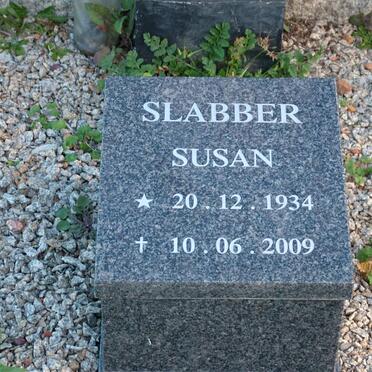 SLABBER
SUSAN
★ 20 . 12 . 1934
✝ 10 . 06 . 2009